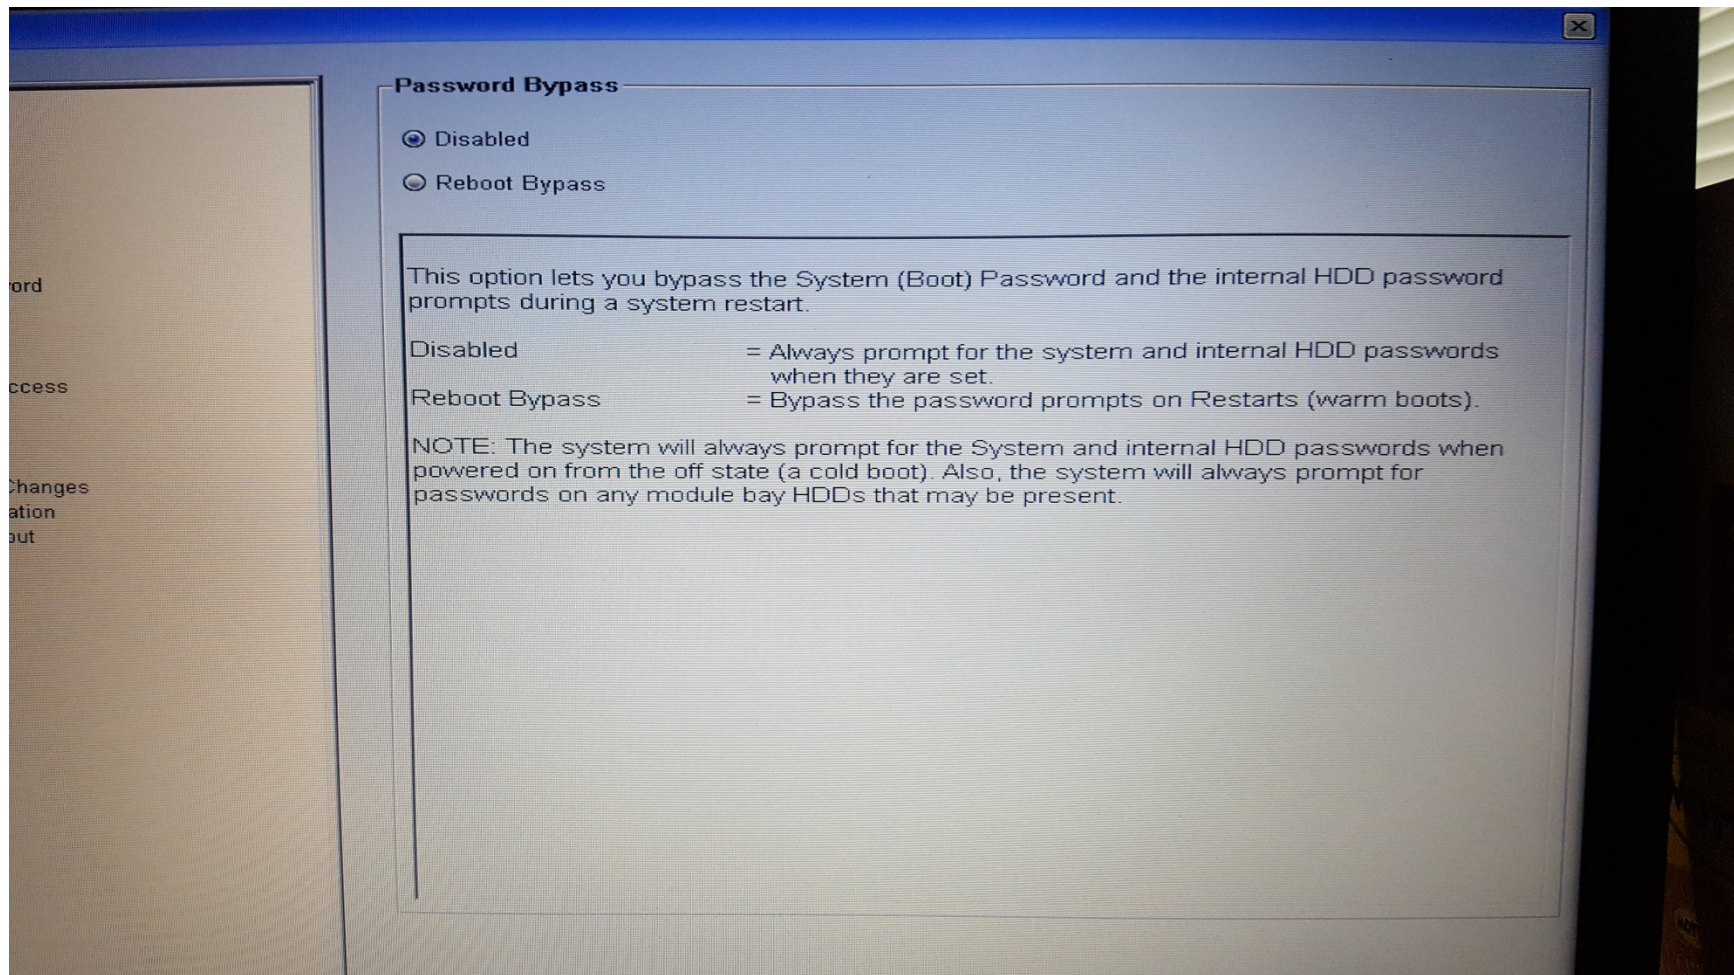 Password Bypass
Disabled
Reboot Bypass
This option lets you bypass the System (Boot) Password and the internal HDD password
prompts during a system restart.
Disabled = Always prompt for the system and internal HDD passwords
when they are set.
Reboot Bypass = Bypass the password prompts on Restarts (warm boots).
NOTE: The system will always prompt for the System and internal HDD passwords when
powered on from the off state (a cold boot). Also, the system will always prompt for
passwords on any module bay HDDs that may be present.
ord
ccess
Changes
ation
out